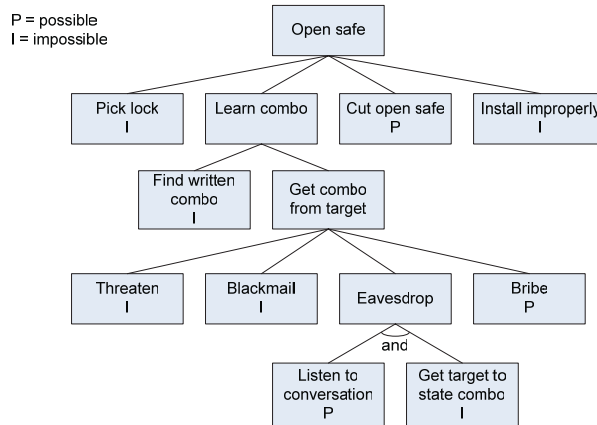 P = possible
I = impossible
Open safe
Pick lock
I
Learn combo
Cut open safe
P
Install improperly
I
Find written
combo
I
Get combo
from target
Threaten
I
Blackmail
I
Eavesdrop
Bribe
P
and
Listen to
conversation
P
Get target to
state combo
I